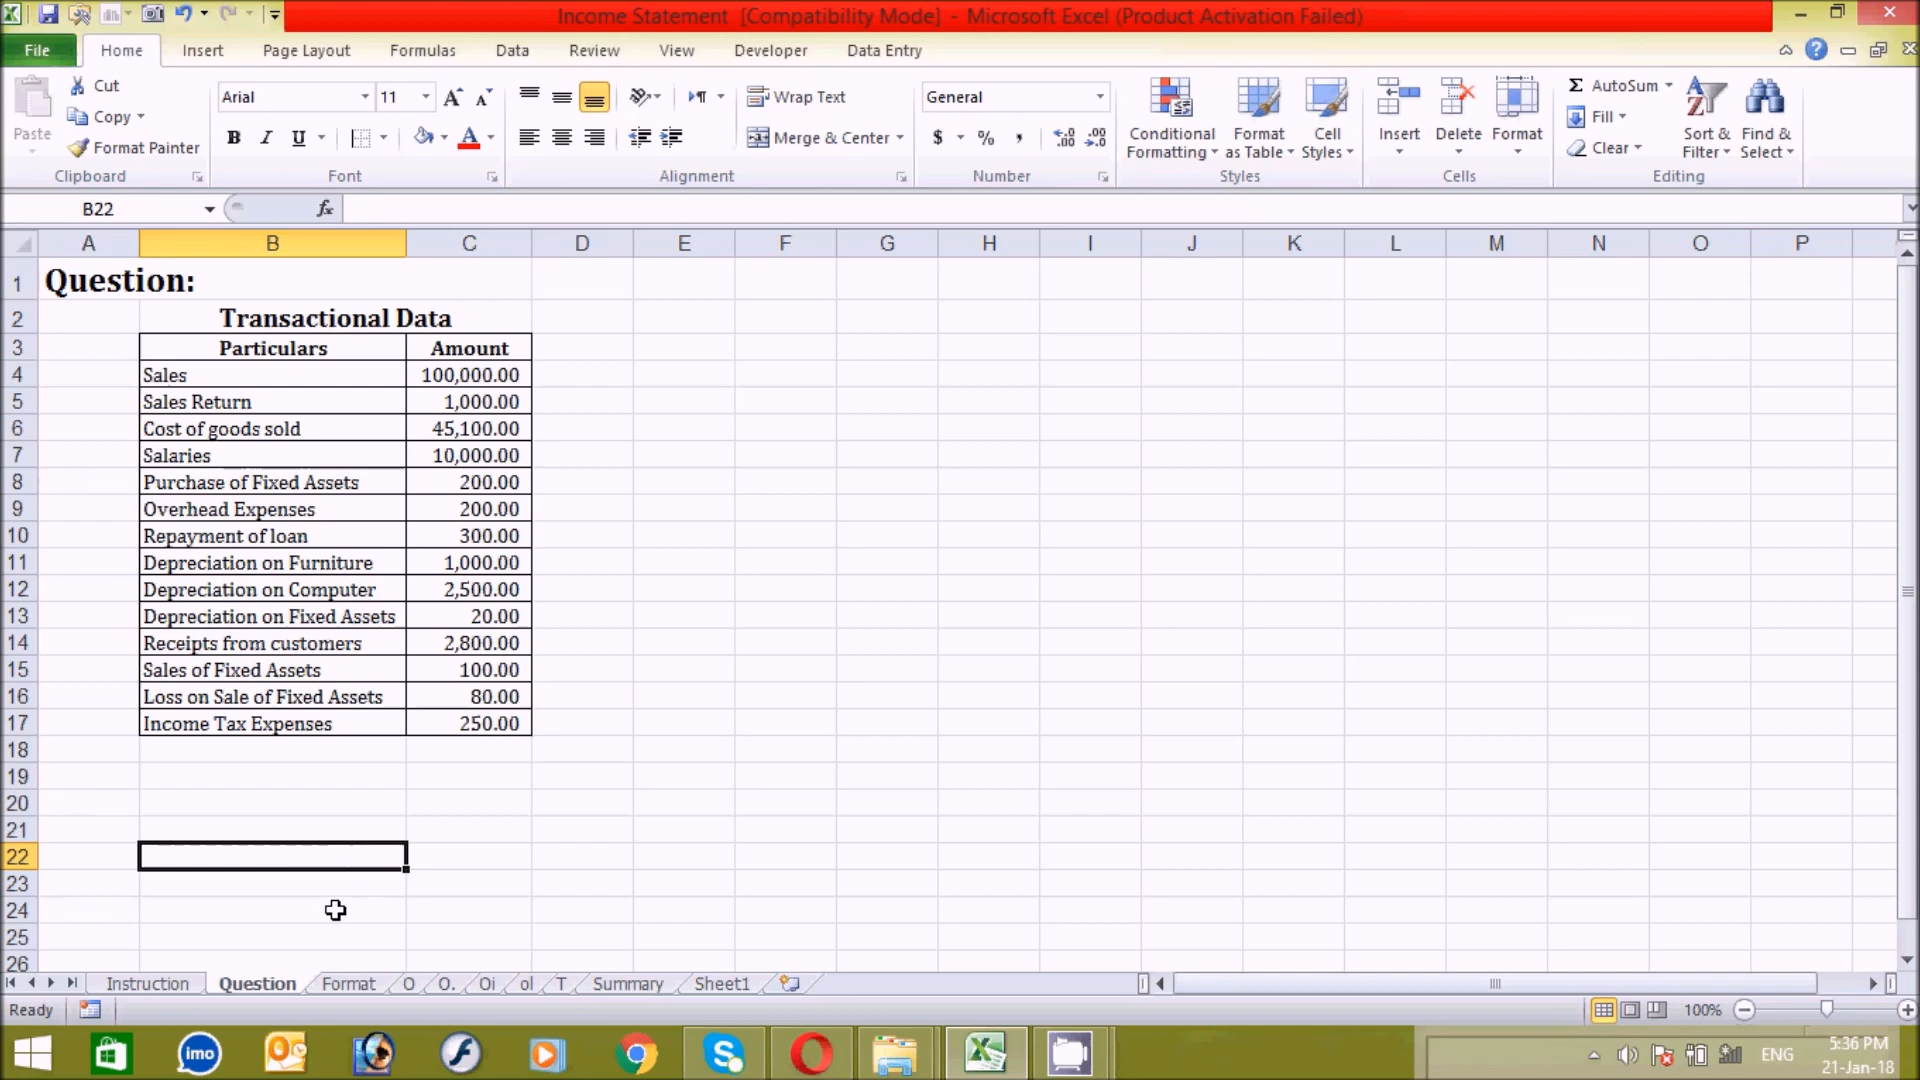 Income Statement [Compatibility Mode] - Microsoft Excel (Product Activation Failed)
File Home Insert Page Layout Formulas Data Review View Developer Data Entry
Paste
Cut
Copy
Format Painter
Clipboard
Arial 11
B I U A
Font
Wrap Text
Merge & Center
Alignment
General
$ % ,
Number
Conditional Formatting
Format as Table
Cell Styles
Styles
Insert Delete Format
Cells
Σ AutoSum
Fill
Clear
Sort & Filter
Find & Select
Editing
B22 fx
A B C D E F G H I J K L M N O P
1 Question:
2 Transactional Data
3 Particulars Amount
4 Sales 100,000.00
5 Sales Return 1,000.00
6 Cost of goods sold 45,100.00
7 Salaries 10,000.00
8 Purchase of Fixed Assets 200.00
9 Overhead Expenses 200.00
10 Repayment of loan 300.00
11 Depreciation on Furniture 1,000.00
12 Depreciation on Computer 2,500.00
13 Depreciation on Fixed Assets 20.00
14 Receipts from customers 2,800.00
15 Sales of Fixed Assets 100.00
16 Loss on Sale of Fixed Assets 80.00
17 Income Tax Expenses 250.00
18
19
20
21
22
23
24
25
26
Instruction Question Format O O. Oi ol T Summary Sheet1
Ready 100%
imo
ENG
5:36 PM
21-Jan-18